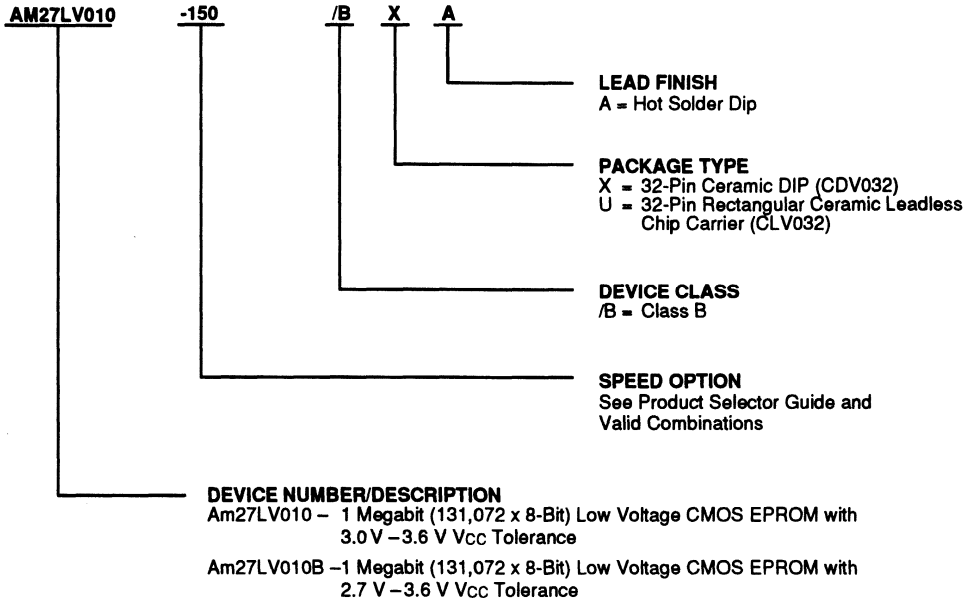 AM27LV010 -150 /B X A
LEAD FINISH
A = Hot Solder Dip
PACKAGE TYPE
X = 32-Pin Ceramic DIP (CDV032)
U = 32-Pin Rectangular Ceramic Leadless
Chip Carrier (CLV032)
DEVICE CLASS
/B = Class B
SPEED OPTION
See Product Selector Guide and
Valid Combinations
DEVICE NUMBER/DESCRIPTION
Am27LV010 – 1 Megabit (131,072 x 8-Bit) Low Voltage CMOS EPROM with
3.0 V – 3.6 V VCC Tolerance
Am27LV010B – 1 Megabit (131,072 x 8-Bit) Low Voltage CMOS EPROM with
2.7 V – 3.6 V VCC Tolerance